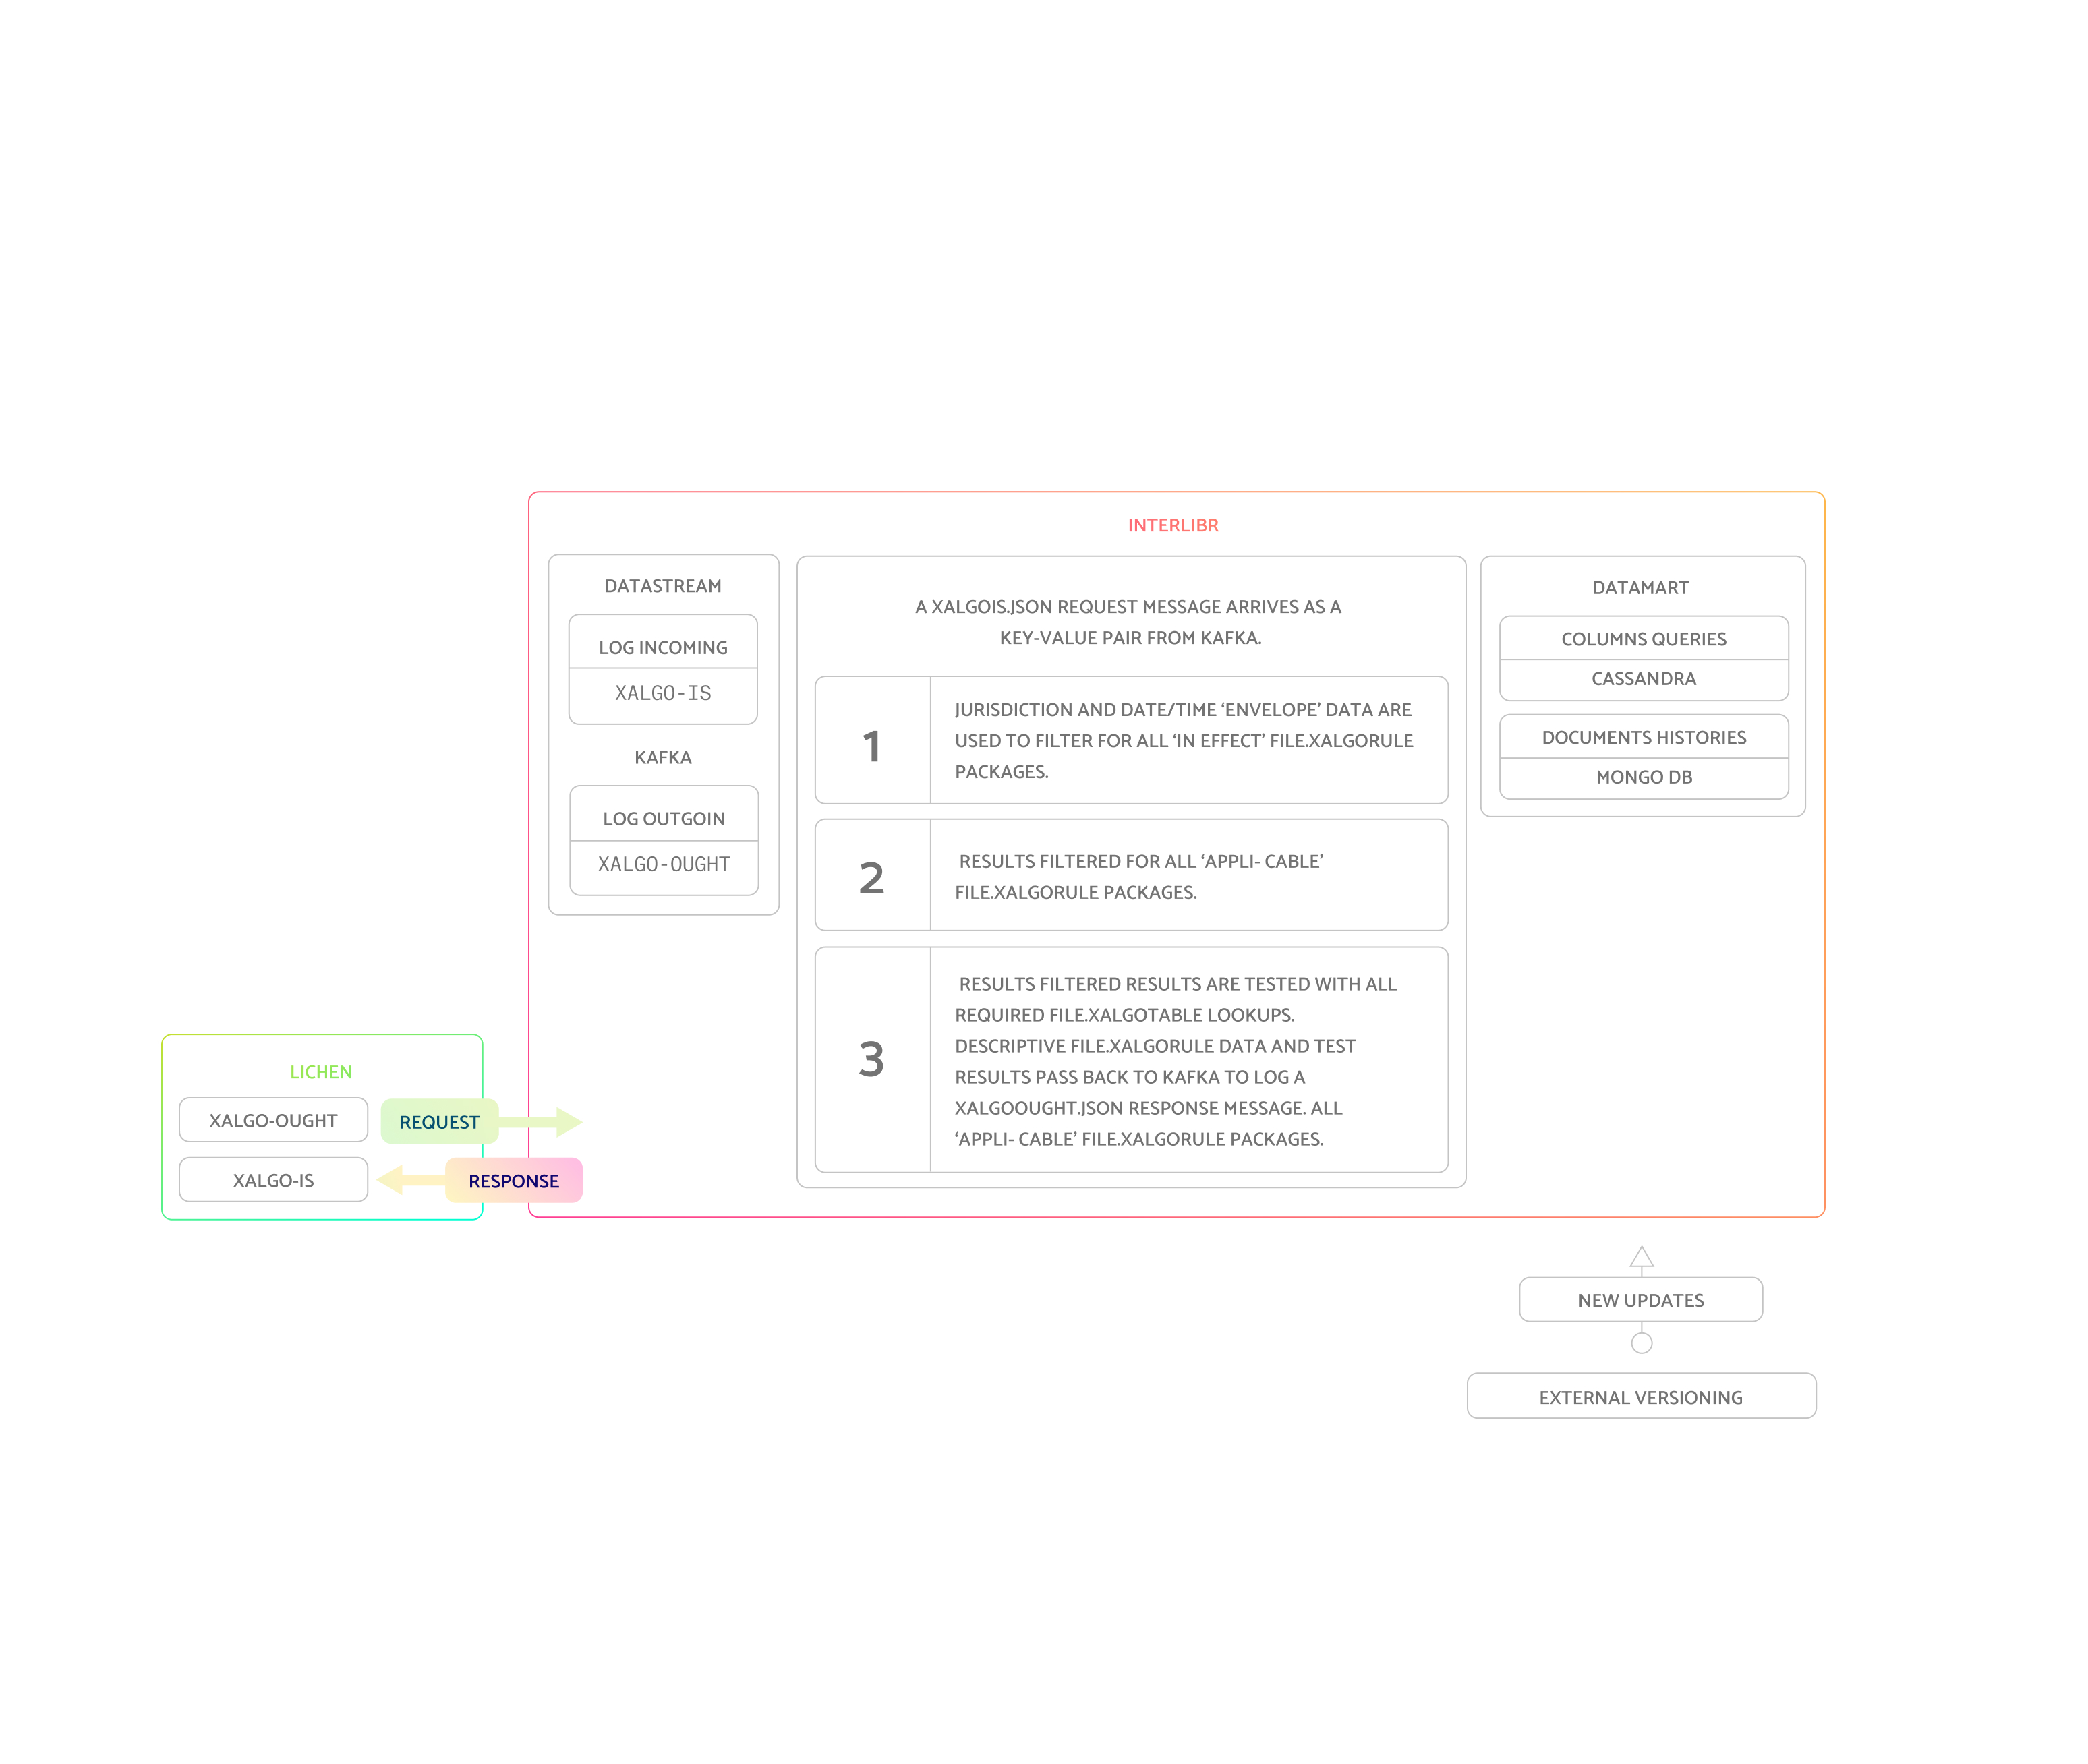 INTERLIBR
DATASTREAM
LOG INCOMING
XALGO-IS
KAFKA
LOG OUTGOIN
XALGO-OUGHT
A XALGOIS.JSON REQUEST MESSAGE ARRIVES AS A
KEY-VALUE PAIR FROM KAFKA.
1
JURISDICTION AND DATE/TIME ‘ENVELOPE’ DATA ARE
USED TO FILTER FOR ALL ‘IN EFFECT’ FILE.XALGORULE
PACKAGES.
2
RESULTS FILTERED FOR ALL ‘APPLI- CABLE’
FILE.XALGORULE PACKAGES.
3
RESULTS FILTERED RESULTS ARE TESTED WITH ALL
REQUIRED FILE.XALGOTABLE LOOKUPS.
DESCRIPTIVE FILE.XALGORULE DATA AND TEST
RESULTS PASS BACK TO KAFKA TO LOG A
XALGOOUGHT.JSON RESPONSE MESSAGE. ALL
‘APPLI- CABLE’ FILE.XALGORULE PACKAGES.
DATAMART
COLUMNS QUERIES
CASSANDRA
DOCUMENTS HISTORIES
MONGO DB
LICHEN
XALGO-OUGHT
REQUEST
XALGO-IS
RESPONSE
NEW UPDATES
EXTERNAL VERSIONING